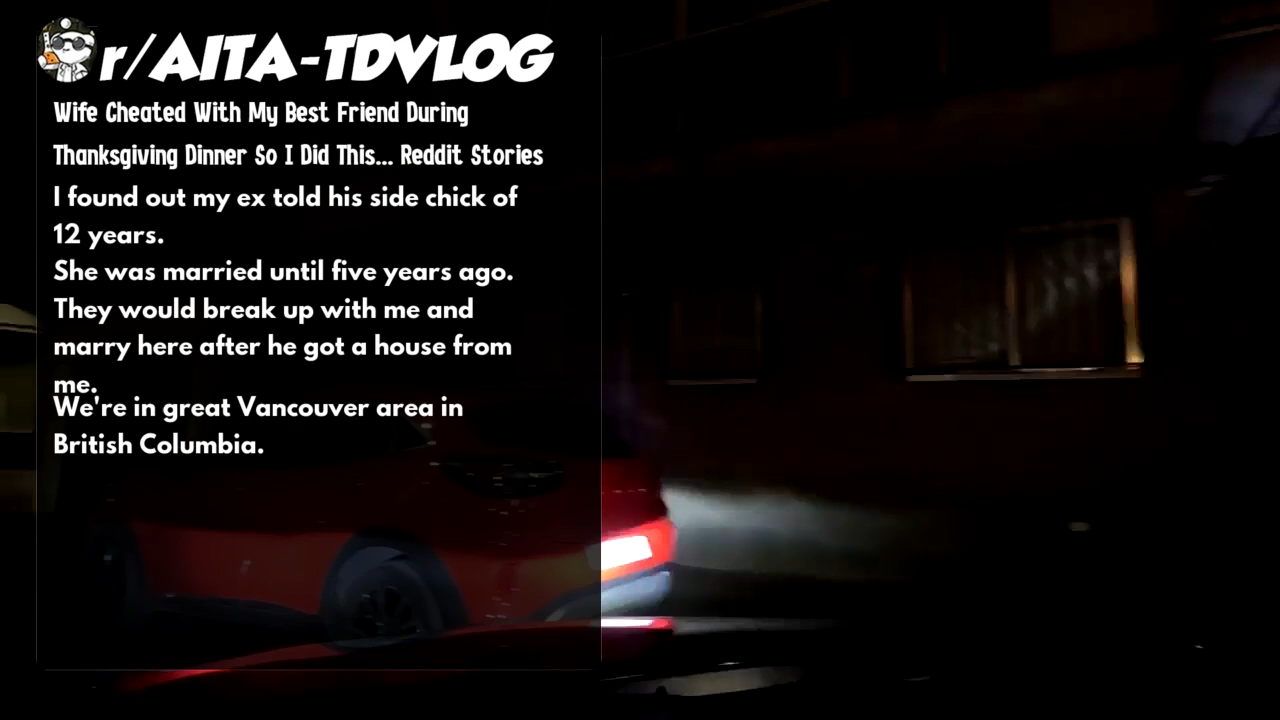 r/AITA-TDVLOG
Wife Cheated With My Best Friend During
Thanksgiving Dinner So I Did This... Reddit Stories
I found out my ex told his side chick of
12 years.
She was married until five years ago.
They would break up with me and
marry here after he got a house from
me.
We're in great Vancouver area in
British Columbia.